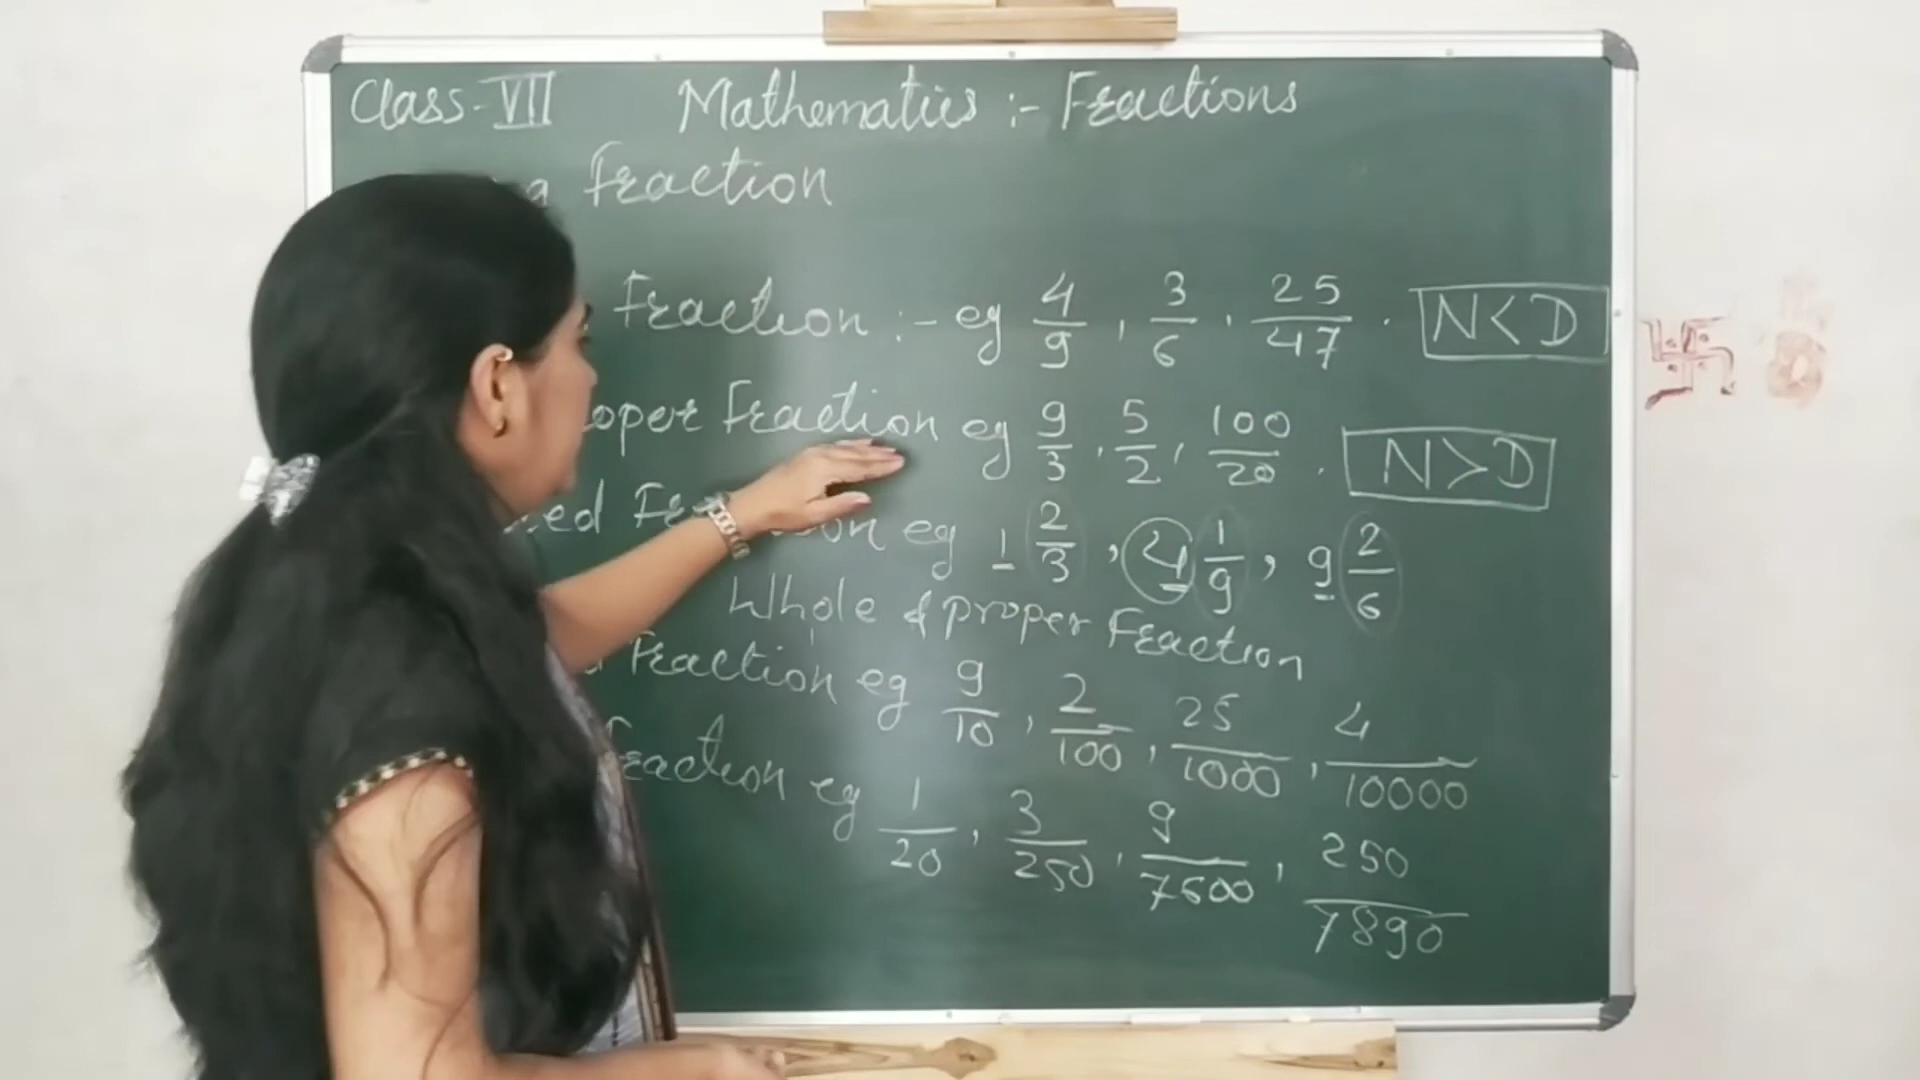 Class-VII Mathematics :- Fractions
a Fraction
Fraction :- eg 4/9, 3/6, 25/47. N<D
oper Fraction eg 9/3, 5/2, 100/20. N>D
ed Fraction eg 1 2/3, 4 1/9, 9 2/6
Whole & proper Fraction
Fraction eg 9/10, 2/100, 25/1000, 4/10000
Fraction eg 1/20, 3/250, 9/7500, 250/7890